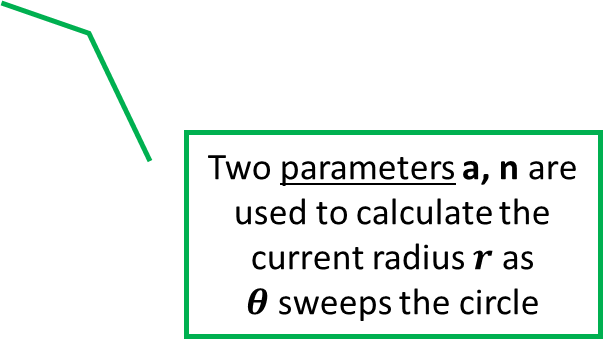 Two parameters a, n are
used to calculate the
current radius r as
θ sweeps the circle